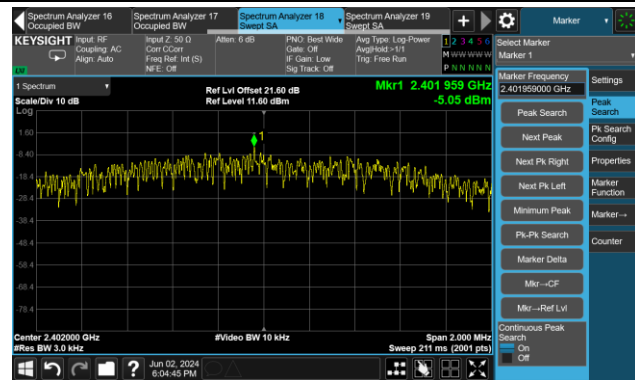 Spectrum Analyzer 16
Occupied BW
Spectrum Analyzer 17
Occupied BW
Spectrum Analyzer 18
Swept SA
Spectrum Analyzer 19
Swept SA
+
Marker
KEYSIGHT
Input: RF
Coupling: AC
Align: Auto
Input Z: 50 Ω
Corr CCorr
Freq Ref: Int (S)
NFE: Off
Atten: 6 dB
PNO: Best Wide
Gate: Off
IF Gain: Low
Sig Track: Off
Avg Type: Log-Power
Avg|Hold:>1/1
Trig: Free Run
1 2 3 4 5 6
M W W W W W
P N N N N N
Select Marker
Marker 1
1 Spectrum
Scale/Div 10 dB
Log
Ref Lvl Offset 21.60 dB
Ref Level 11.60 dBm
Mkr1 2.401 959 GHz
-5.05 dBm
1.60
-8.40
-18.4
-28.4
-38.4
-48.4
-58.4
-68.4
-78.4
1
Center 2.402000 GHz
#Res BW 3.0 kHz
#Video BW 10 kHz
Span 2.000 MHz
Sweep 211 ms (2001 pts)
Marker Frequency
2.401959000 GHz
Peak Search
Next Peak
Next Pk Right
Next Pk Left
Minimum Peak
Pk-Pk Search
Marker Delta
Mkr→CF
Mkr→Ref Lvl
Continuous Peak
Search
On
Off
Settings
Peak
Search
Pk Search
Config
Properties
Marker
Function
Marker→
Counter
?
Jun 02, 2024
6:04:45 PM